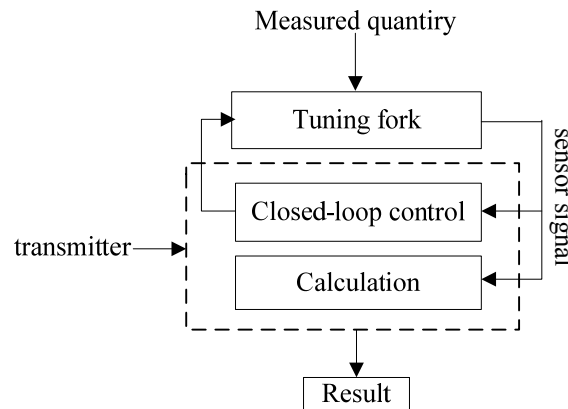 Measured quantiry
Tuning fork
sensor signal
Closed-loop control
transmitter
Calculation
Result